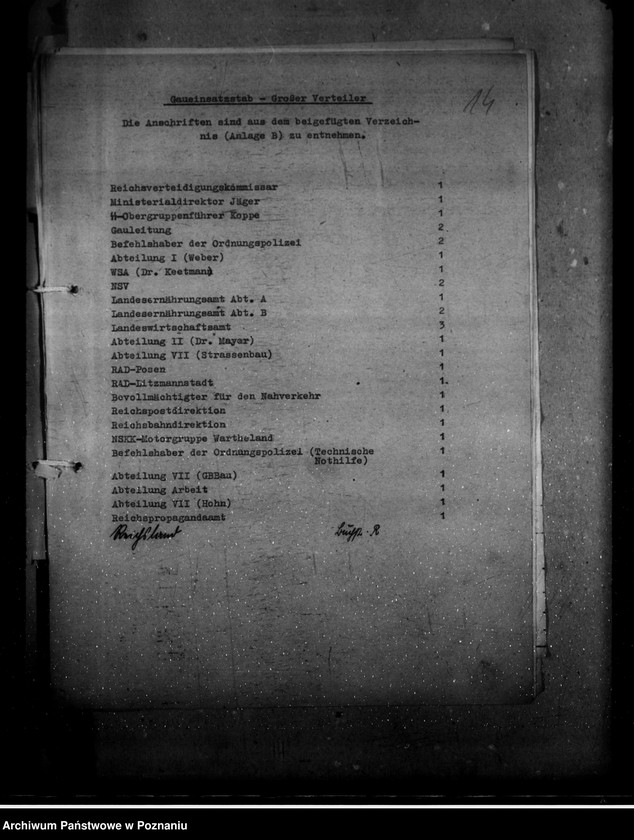 14
Gaueinsatzstab - Großer Verteiler
Die Anschriften sind aus dem beigefügten Verzeich-
nis (Anlage B) zu entnehmen.
Reichsverteidigungskommissar 1
Ministerialdirektor Jäger 1
SS-Obergruppenführer Koppe 1
Gauleitung 2
Befehlshaber der Ordnungspolizei 2
Abteilung I (Weber) 1
WSA (Dr. Keetman) 1
NSV 2
Landesernährungsamt Abt. A 1
Landesernährungsamt Abt. B 2
Landeswirtschaftsamt 3
Abteilung II (Dr. Mayer) 1
Abteilung VII (Strassenbau) 1
RAD-Posen 1
RAD-Litzmannstadt 1.
Bevollmächtigter für den Nahverkehr 1
Reichspostdirektion 1
Reichsbahndirektion 1
NSKK-Motorgruppe Wartheland 1
Befehlshaber der Ordnungspolizei (Technische 1
Nothilfe)
Abteilung VII (GBBau) 1
Abteilung Arbeit 1
Abteilung VII (Hohn) 1
Reichspropagandaamt 1
Archiwum Państwowe w Poznaniu